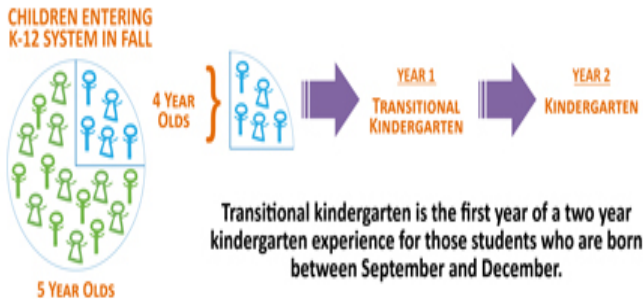 CHILDREN ENTERING
K-12 SYSTEM IN FALL
4 YEAR
OLDS
YEAR 1
TRANSITIONAL
KINDERGARTEN
YEAR 2
KINDERGARTEN
5 YEAR OLDS
Transitional kindergarten is the first year of a two year
kindergarten experience for those students who are born
between September and December.